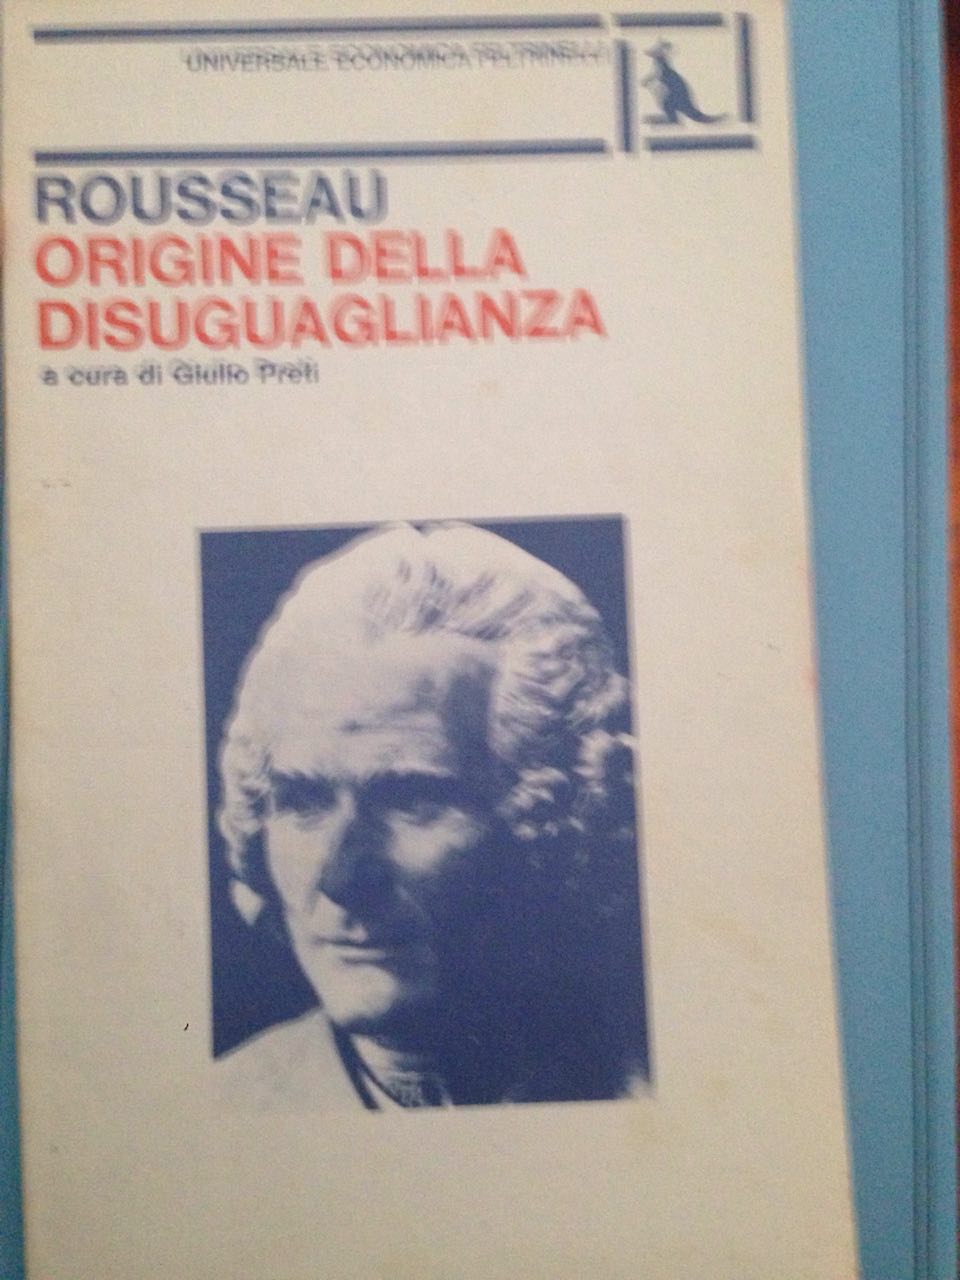 UNIVERSALE ECONOMICA FELTRINELLI
ROUSSEAU
ORIGINE DELLA
DISUGUAGLIANZA
a cura di Giulio Preti